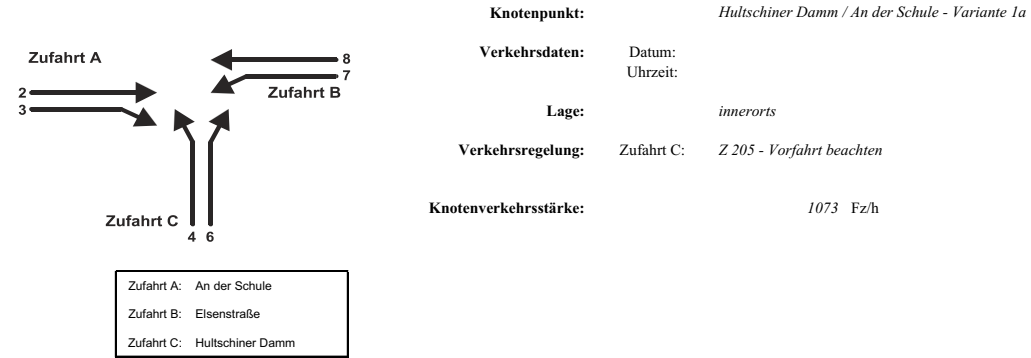 Knotenpunkt: Hultschiner Damm / An der Schule - Variante 1a
Verkehrsdaten: Datum:
Uhrzeit:
Lage: innerorts
Verkehrsregelung: Zufahrt C: Z 205 - Vorfahrt beachten
Knotenverkehrsstärke: 1073 Fz/h
Zufahrt A
8
7
Zufahrt B
2
3
Zufahrt C
4 6
Zufahrt A: An der Schule
Zufahrt B: Elsenstraße
Zufahrt C: Hultschiner Damm